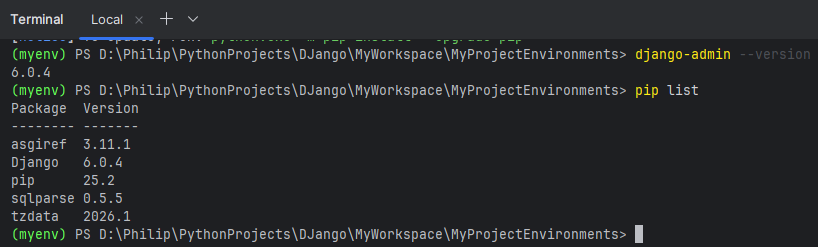 Terminal Local × +
(myenv) PS D:\Philip\PythonProjects\DJango\MyWorkspace\MyProjectEnvironments> django-admin --version
6.0.4
(myenv) PS D:\Philip\PythonProjects\DJango\MyWorkspace\MyProjectEnvironments> pip list
Package  Version
-------- -------
asgiref  3.11.1
Django   6.0.4
pip      25.2
sqlparse 0.5.5
tzdata   2026.1
(myenv) PS D:\Philip\PythonProjects\DJango\MyWorkspace\MyProjectEnvironments>